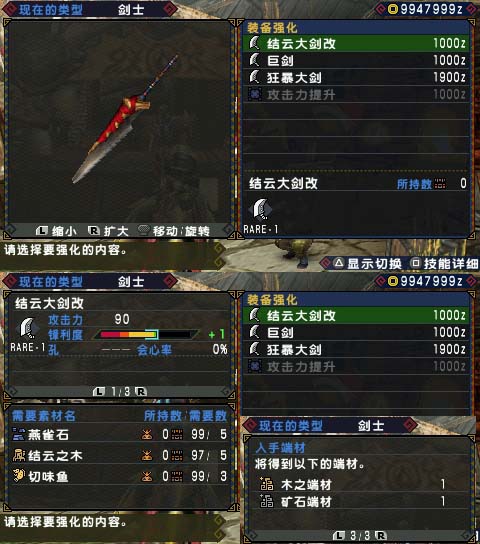 现在的类型 剑士
9947999z
装备强化
结云大剑改 1000z
巨剑 1000z
狂暴大剑 1900z
攻击力提升 1000z
结云大剑改 所持数 0
RARE-1
L 缩小 R 扩大 移动/旋转
请选择要强化的内容。
△显示切换 □技能详细
现在的类型 剑士
9947999z
结云大剑改
攻击力 90
锋利度 +1
RARE-1
孔 --- 会心率 0%
L 1/3 R
需要素材名 所持数/需要数
燕雀石 0 99/ 5
结云之木 0 97/ 5
切味鱼 0 99/ 3
请选择要强化的内容。
装备强化
结云大剑改 1000z
巨剑 1000z
狂暴大剑 1900z
攻击力提升 1000z
现在的类型 剑士
入手端材
将得到以下的端材。
木之端材 1
矿石端材 1
L 3/3 R